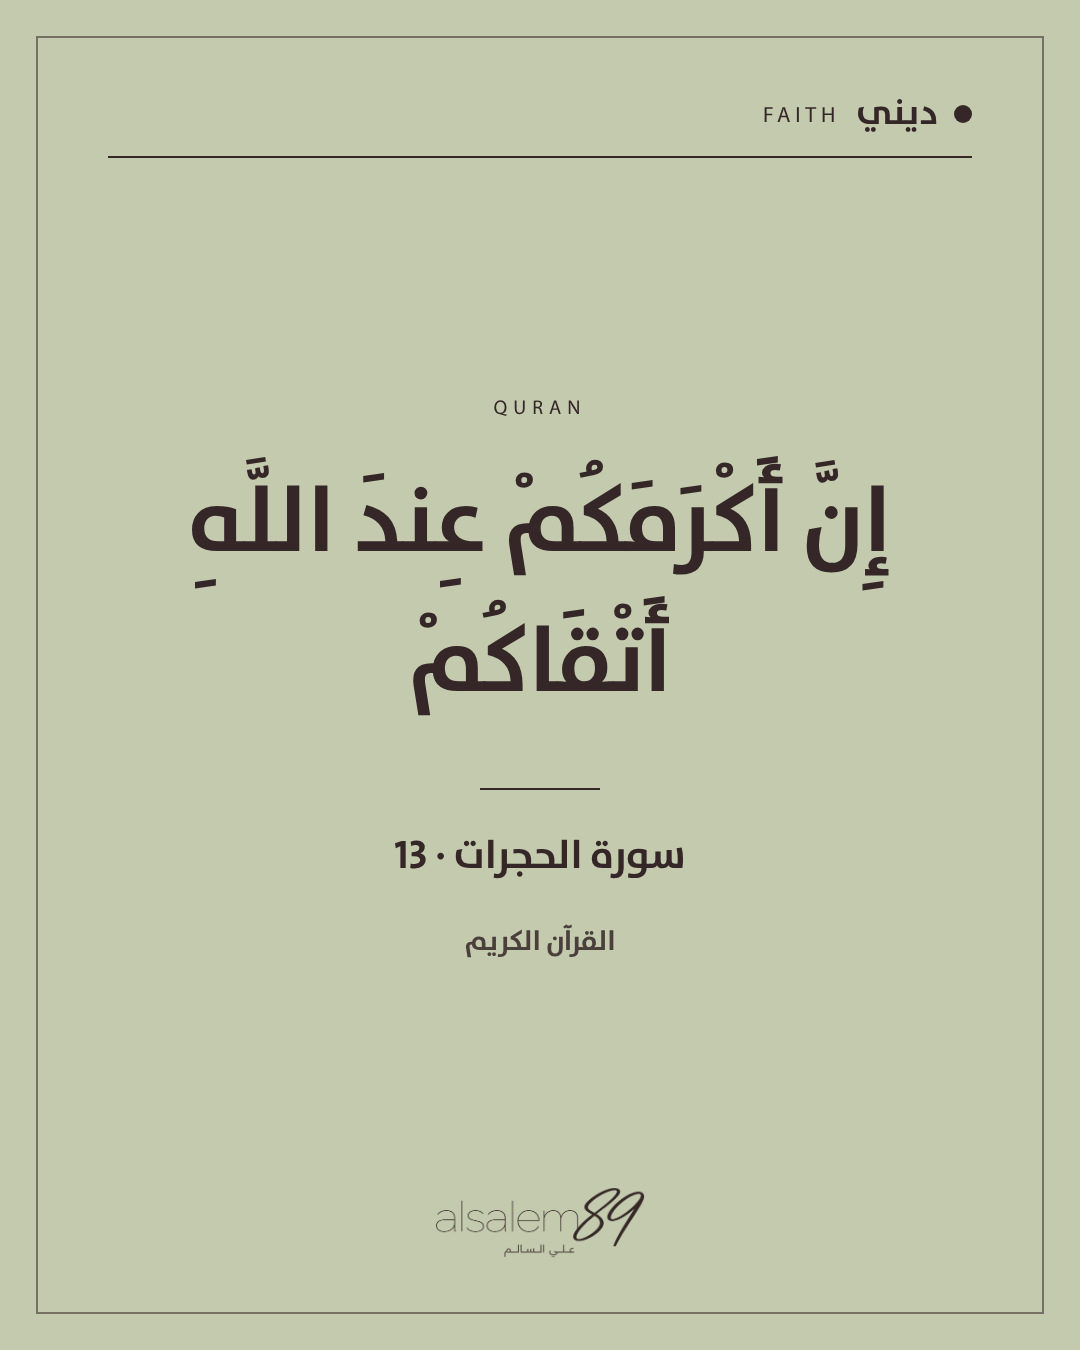 ديني FAITH
QURAN
إِنَّ أَكْرَمَكُمْ عِندَ اللَّهِ
أَتْقَاكُمْ
سورة الحجرات · 13
القرآن الكريم
alsalem89
علي السالم